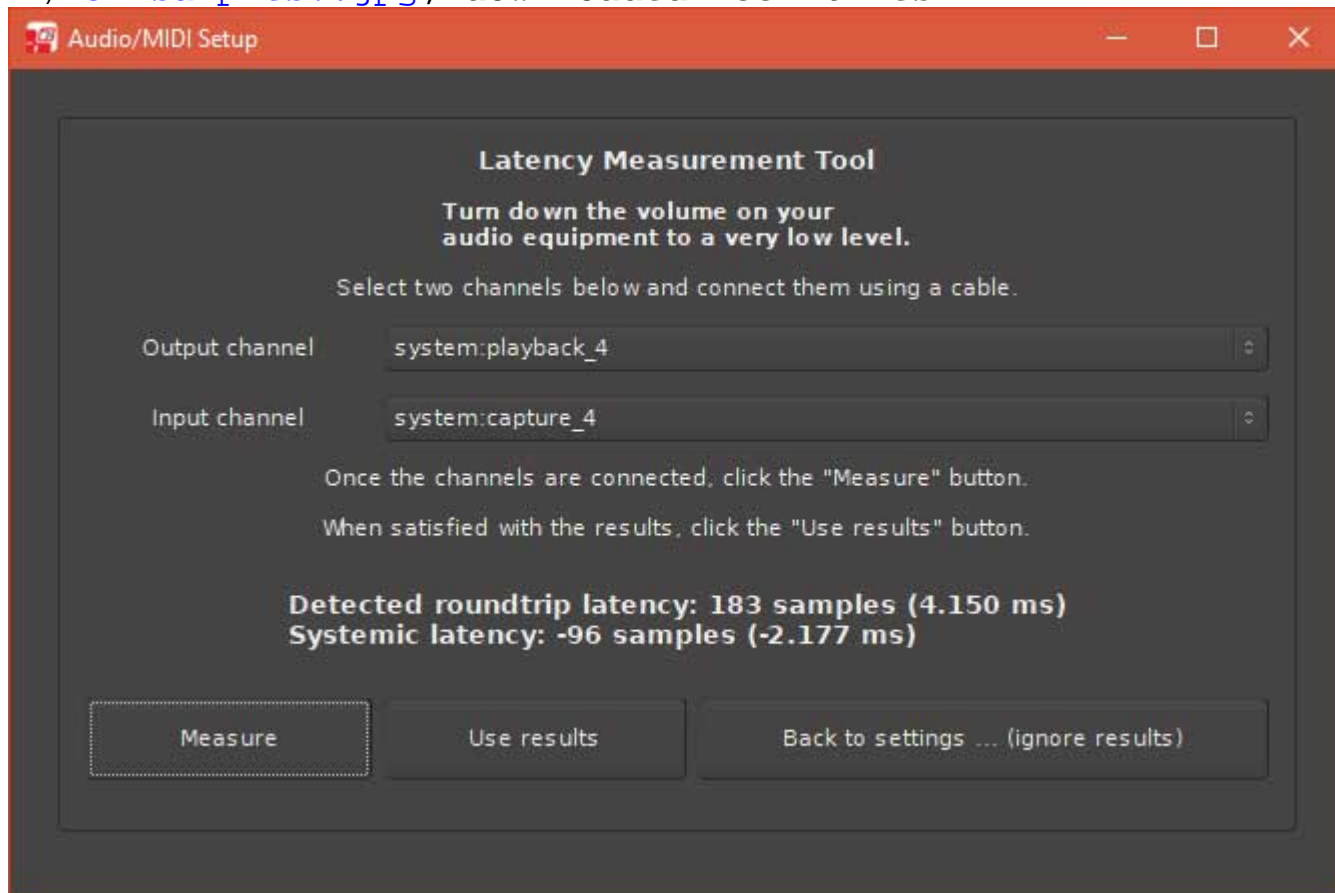 Audio/MIDI Setup
Latency Measurement Tool
Turn down the volume on your
audio equipment to a very low level.
Select two channels below and connect them using a cable.
Output channel system:playback_4
Input channel system:capture_4
Once the channels are connected, click the "Measure" button.
When satisfied with the results, click the "Use results" button.
Detected roundtrip latency: 183 samples (4.150 ms)
Systemic latency: -96 samples (-2.177 ms)
Measure Use results Back to settings ... (ignore results)